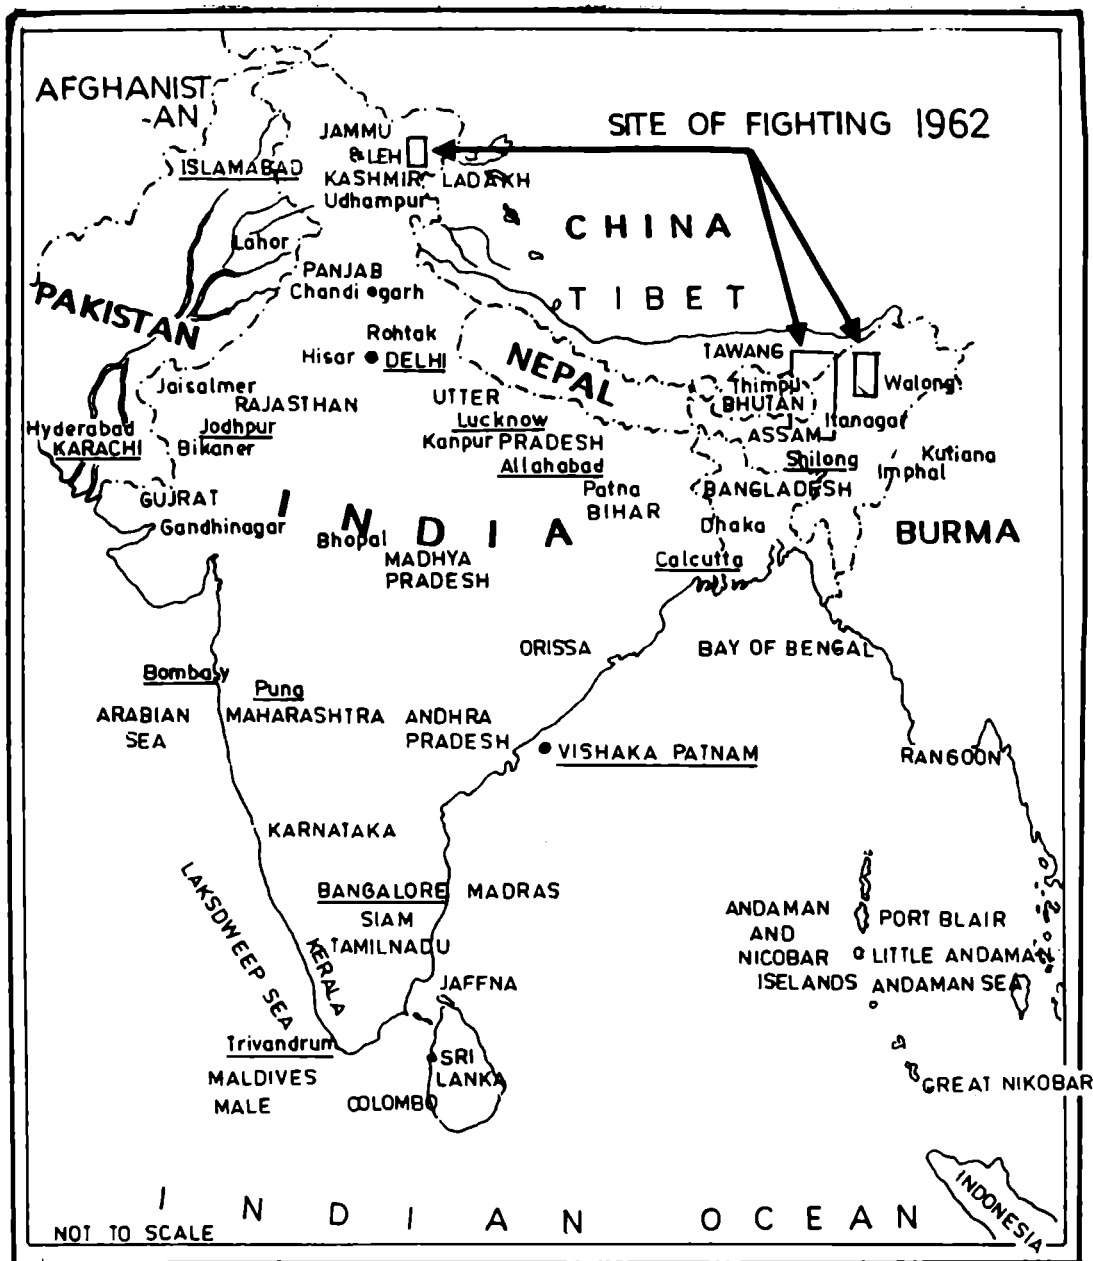 AFGHANIST
-AN
SITE OF FIGHTING 1962
JAMMU
& LEH
KASHMIR LADAKH
Udhampur
ISLAMABAD
CHINA
TIBET
Lahor
PANJAB
Chandi garh
PAKISTAN
Rohtak
Hisar DELHI
NEPAL
TAWANG
Thimpu
BHUTAN
Walong
Itanagar
Jaisalmer
RAJASTHAN
UTTER
Lucknow
Kanpur PRADESH
Allahabad
ASSAM
Shilong
Kutiana
Imphal
Hyderabad
KARACHI
Jodhpur
Bikaner
Patna
BIHAR
BANGLADESH
Dhaka
GUJRAT
Gandhinagar
INDIA
Bhopal
MADHYA
PRADESH
Calcutta
BURMA
ORISSA
BAY OF BENGAL
Bombay
Puna
ARABIAN
SEA
MAHARASHTRA
ANDHRA
PRADESH
VISHAKA PATNAM
RANGOON
KARNATAKA
LAKSDWEEP SEA
BANGALORE
MADRAS
SIAM
TAMILNADU
KERALA
JAFFNA
ANDAMAN
AND
NICOBAR
ISELANDS
PORT BLAIR
LITTLE ANDAMAN
ANDAMAN SEA
Trivandrum
SRI
LANKA
MALDIVES
MALE
COLOMBO
GREAT NIKOBAR
INDONESIA
INDIAN OCEAN
NOT TO SCALE